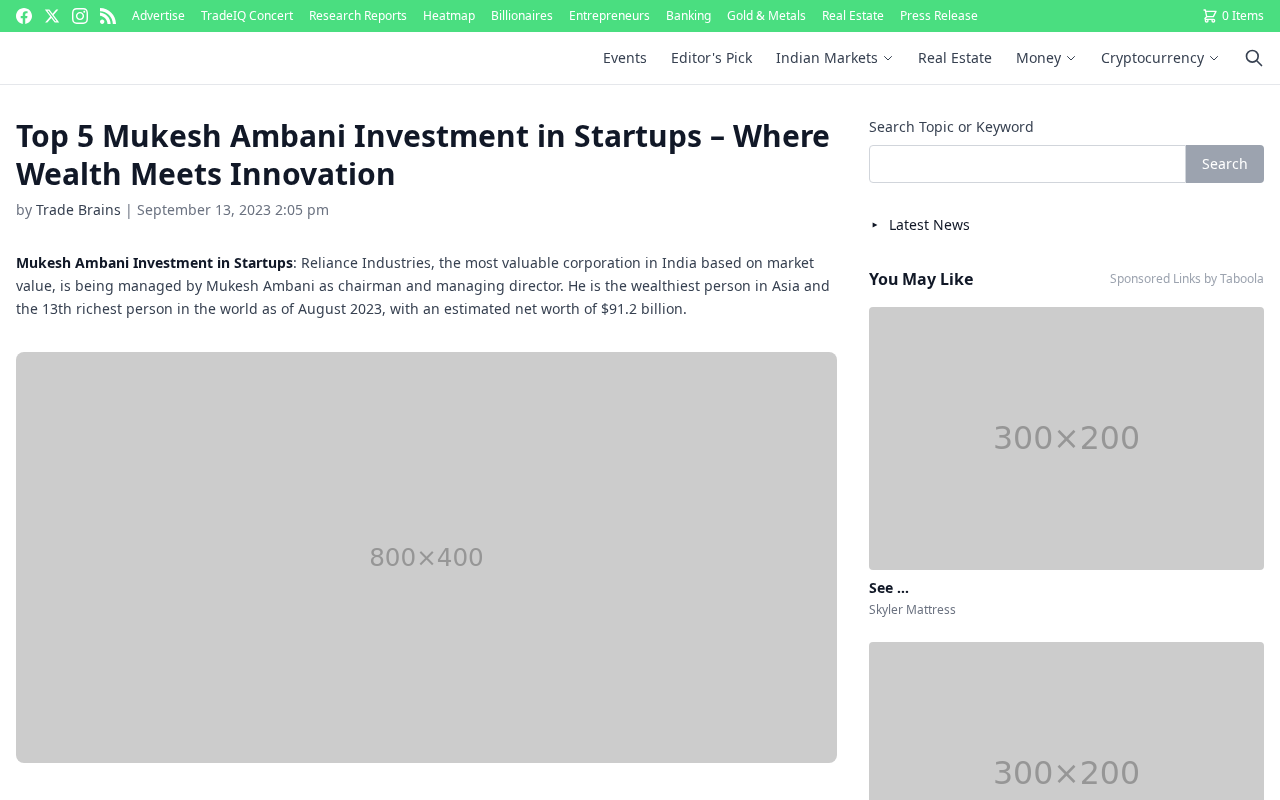 Advertise TradeIQ Concert Research Reports Heatmap Billionaires Entrepreneurs Banking Gold & Metals Real Estate Press Release 0 Items
Events Editor's Pick Indian Markets Real Estate Money Cryptocurrency
Top 5 Mukesh Ambani Investment in Startups – Where
Wealth Meets Innovation
by Trade Brains | September 13, 2023 2:05 pm
Mukesh Ambani Investment in Startups: Reliance Industries, the most valuable corporation in India based on market
value, is being managed by Mukesh Ambani as chairman and managing director. He is the wealthiest person in Asia and
the 13th richest person in the world as of August 2023, with an estimated net worth of $91.2 billion.
800×400
Search Topic or Keyword
Search
Latest News
You May Like Sponsored Links by Taboola
300×200
See ...
Skyler Mattress
300×200